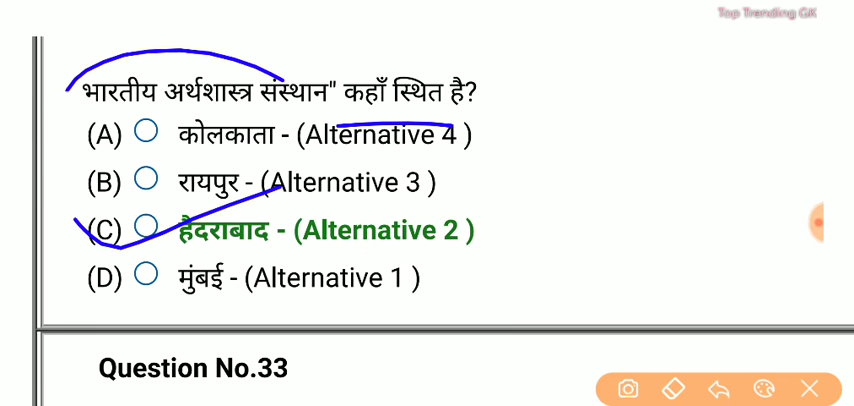 Top Trending GK
भारतीय अर्थशास्त्र संस्थान" कहाँ स्थित है?
(A) कोलकाता - (Alternative 4 )
(B) रायपुर - (Alternative 3 )
(C) हैदराबाद - (Alternative 2 )
(D) मुंबई - (Alternative 1 )
Question No.33